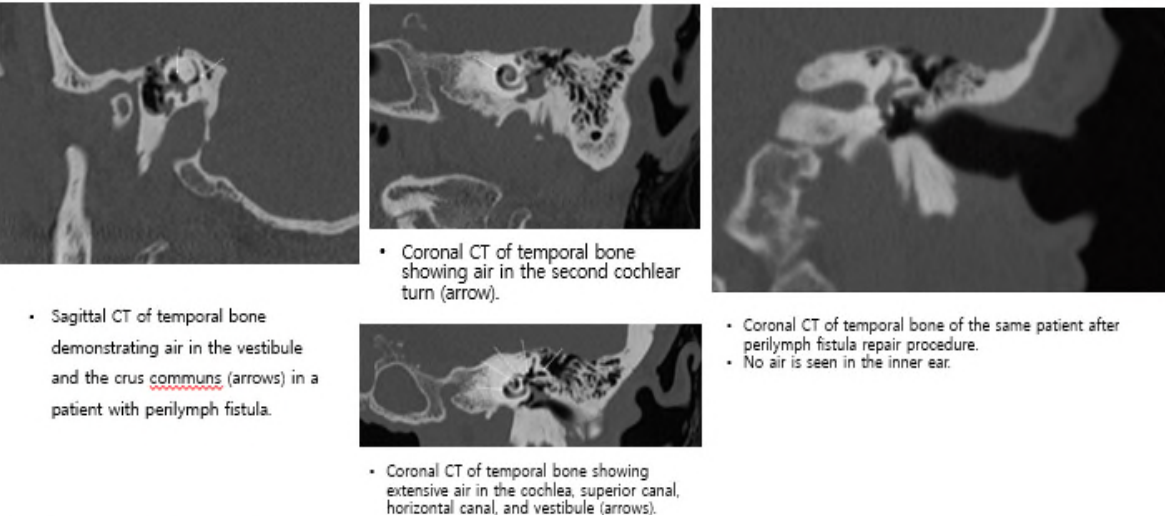 • Sagittal CT of temporal bone
demonstrating air in the vestibule
and the crus communs (arrows) in a
patient with perilymph fistula.
• Coronal CT of temporal bone
showing air in the second cochlear
turn (arrow).
• Coronal CT of temporal bone showing
extensive air in the cochlea, superior canal,
horizontal canal, and vestibule (arrows).
• Coronal CT of temporal bone of the same patient after
perilymph fistula repair procedure.
• No air is seen in the inner ear.